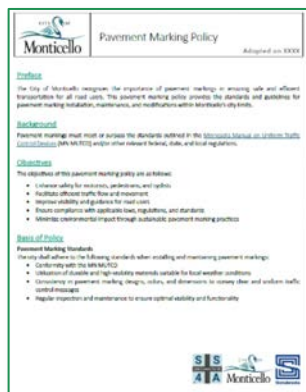 CITY OF
Monticello
Pavement Marking Policy
Adopted on XXXX
Preface
The City of Monticello recognizes the importance of pavement markings in ensuring safe and efficient
transportation for all road users. This pavement marking policy provides the standards and guidelines for
pavement marking installation, maintenance, and modifications within Monticello's city limits.
Background
Pavement markings must meet or surpass the standards outlined in the Minnesota Manual on Uniform Traffic
Control Devices (MN MUTCD) and/or other relevant federal, state, and local regulations.
Objectives
The objectives of this pavement marking policy are as follows:
• Enhance safety for motorists, pedestrians, and cyclists
• Facilitate efficient traffic flow and movement
• Improve visibility and guidance for road users
• Ensure compliance with applicable laws, regulations, and standards
• Minimize environmental impact through sustainable pavement marking practices
Basis of Policy
Pavement Marking Standards
The city shall adhere to the following standards when installing and maintaining pavement markings:
• Conformity with the MN MUTCD
• Utilization of durable and high-visibility materials suitable for local weather conditions
• Consistency in pavement marking designs, colors, and dimensions to convey clear and uniform traffic
control messages
• Regular inspection and maintenance to ensure optimal visibility and functionality
SS
4A
Monticello